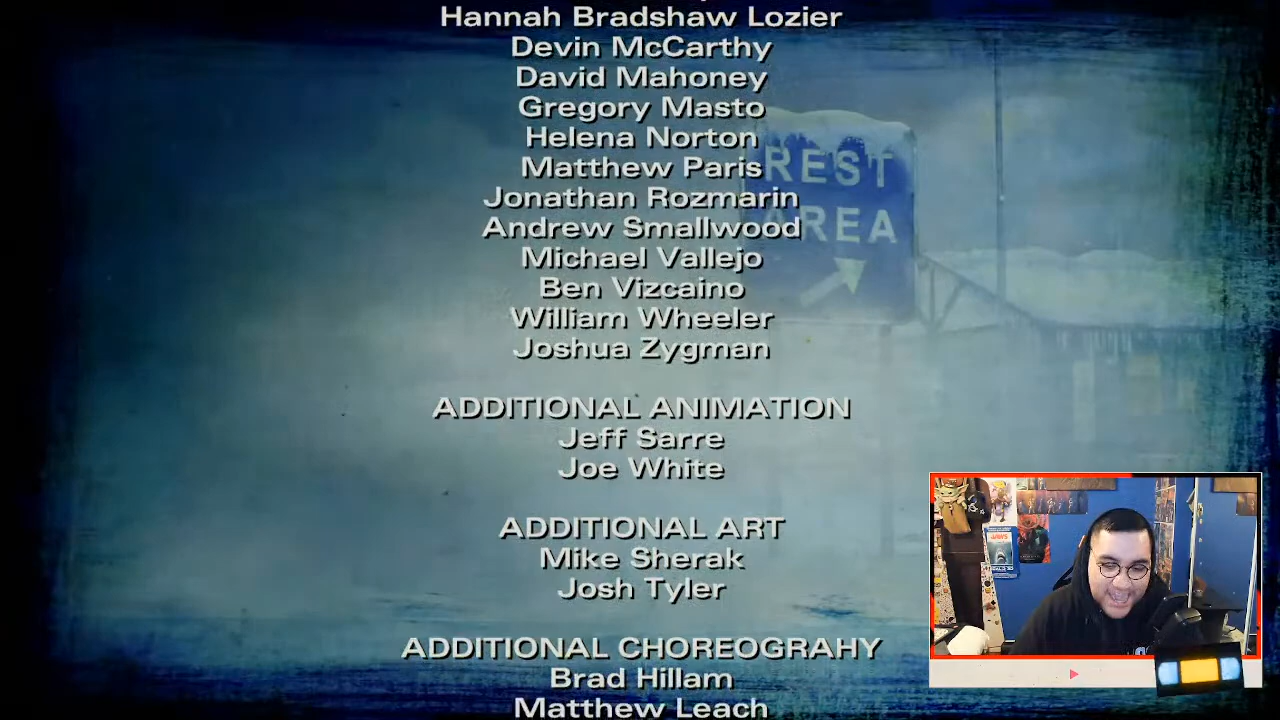 Hannah Bradshaw Lozier
Devin McCarthy
David Mahoney
Gregory Masto
Helena Norton
Matthew Paris
Jonathan Rozmarin
Andrew Smallwood
Michael Vallejo
Ben Vizcaino
William Wheeler
Joshua Zygman
REST
AREA
ADDITIONAL ANIMATION
Jeff Sarre
Joe White
ADDITIONAL ART
Mike Sherak
Josh Tyler
ADDITIONAL CHOREOGRAHY
Brad Hillam
Matthew Leach
JAWS